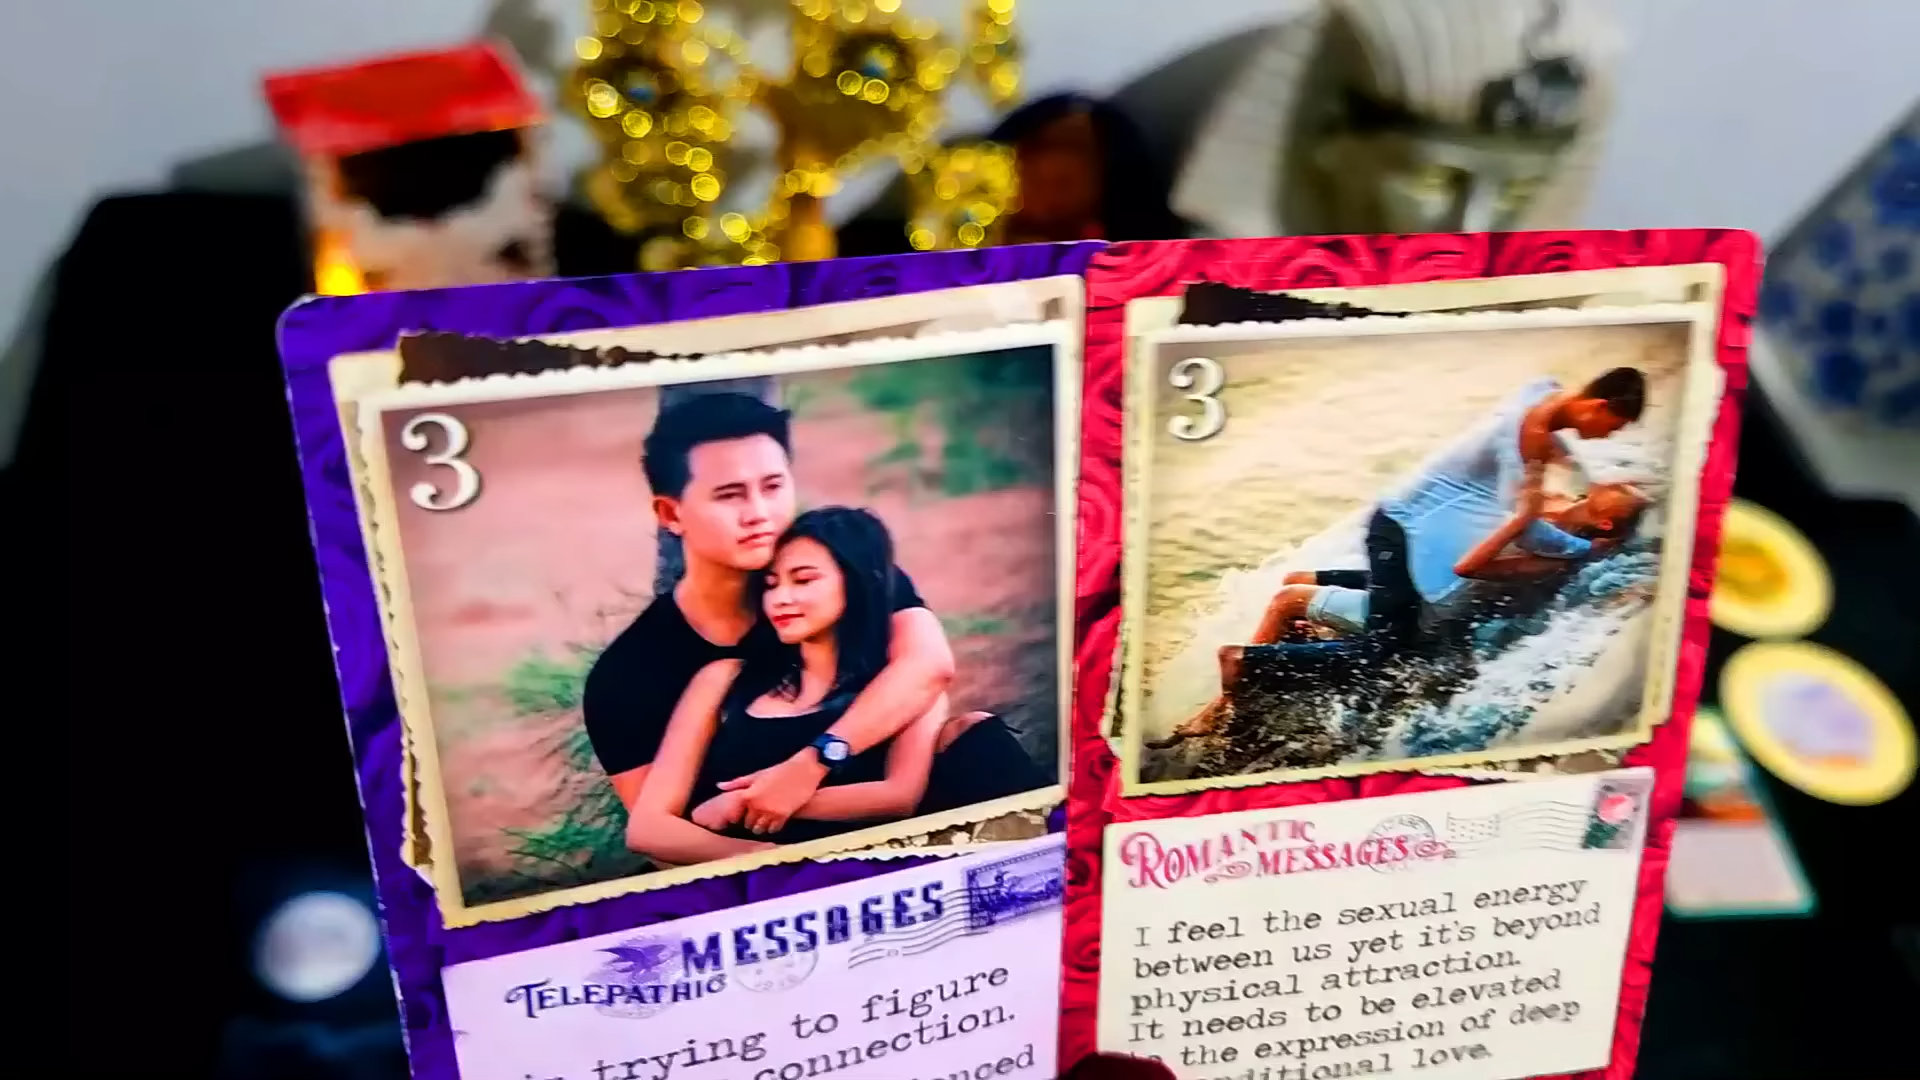 3
TELEPATHIC MESSAGES
trying to figure
connection.
3
ROMANTIC
MESSAGES
I feel the sexual energy
between us yet it's beyond
physical attraction.
It needs to be elevated
the expression of deep
love.